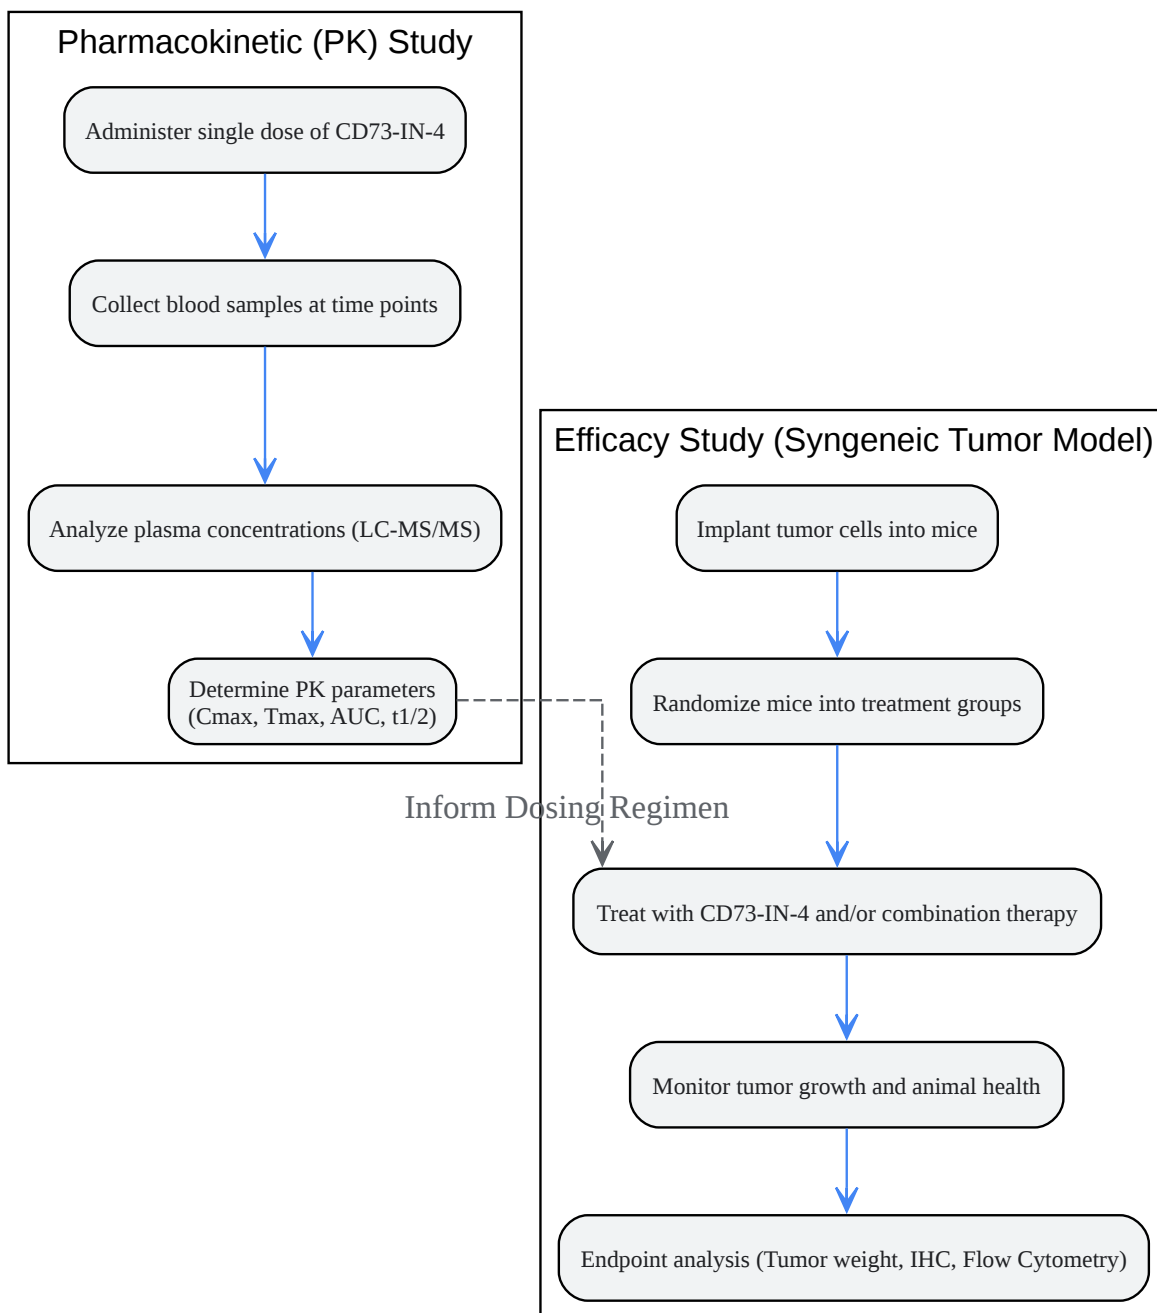 Pharmacokinetic (PK) Study
Administer single dose of CD73-IN-4
Collect blood samples at time points
Analyze plasma concentrations (LC-MS/MS)
Determine PK parameters
(Cmax, Tmax, AUC, t1/2)
Inform Dosing Regimen
Efficacy Study (Syngeneic Tumor Model)
Implant tumor cells into mice
Randomize mice into treatment groups
Treat with CD73-IN-4 and/or combination therapy
Monitor tumor growth and animal health
Endpoint analysis (Tumor weight, IHC, Flow Cytometry)